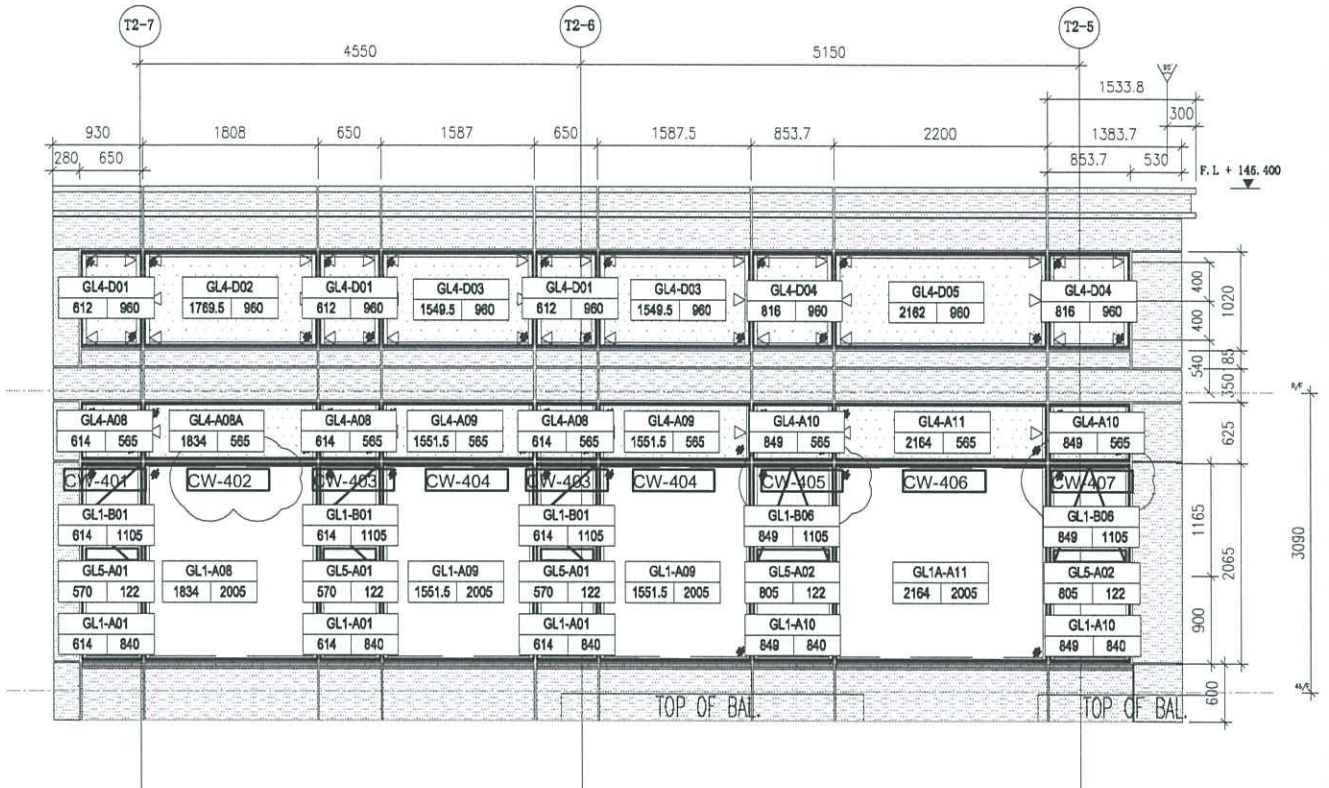 T2-7 T2-6 T2-5
4550 5150
1533.8
300
930 1808 650 1587 650 1587.5 853.7 2200 1383.7
280 650 853.7 530
F.L + 145.400
GL4-D01 GL4-D02 GL4-D01 GL4-D03 GL4-D01 GL4-D03 GL4-D04 GL4-D05 GL4-D04
612 960 1769.5 960 612 960 1549.5 960 612 960 1549.5 960 816 960 2162 960 816 960
400 1020
400
540 85
350
R/F
GL4-A08 GL4-A08A GL4-A08 GL4-A09 GL4-A08 GL4-A09 GL4-A10 GL4-A11 GL4-A10
614 565 1834 565 614 565 1551.5 565 614 565 1551.5 565 849 565 2164 565 849 565
625
CW-401 CW-402 CW-403 CW-404 CW-403 CW-404 CW-405 CW-406 CW-407
GL1-B01 GL1-B01 GL1-B01 GL1-B06 GL1-B06
614 1105 614 1105 614 1105 849 1105 849 1105
1165 2065 3090
GL5-A01 GL1-A08 GL5-A01 GL1-A09 GL5-A01 GL1-A09 GL5-A02 GL1A-A11 GL5-A02
570 122 1834 2005 570 122 1551.5 2005 570 122 1551.5 2005 805 122 2164 2005 805 122
900
GL1-A01 GL1-A01 GL1-A01 GL1-A10 GL1-A10
614 840 614 840 614 840 849 840 849 840
600
TOP OF BAL. TOP OF BAL.